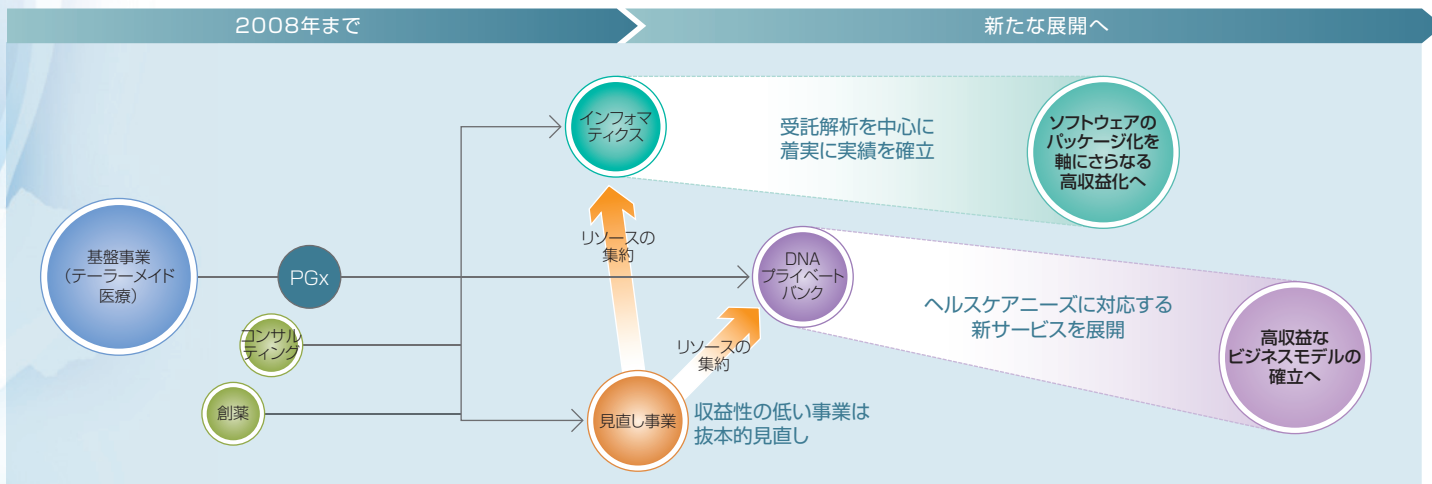 2008年まで
新たな展開へ
基盤事業
（テーラーメイド
医療）
PGx
コンサル
ティング
創薬
インフォマ
ティクス
受託解析を中心に
着実に実績を確立
ソフトウェアの
パッケージ化を
軸にさらなる
高収益化へ
リソースの
集約
DNA
プライベート
バンク
ヘルスケアニーズに対応する
新サービスを展開
高収益な
ビジネスモデルの
確立へ
リソースの
集約
見直し事業
収益性の低い事業は
抜本的見直し